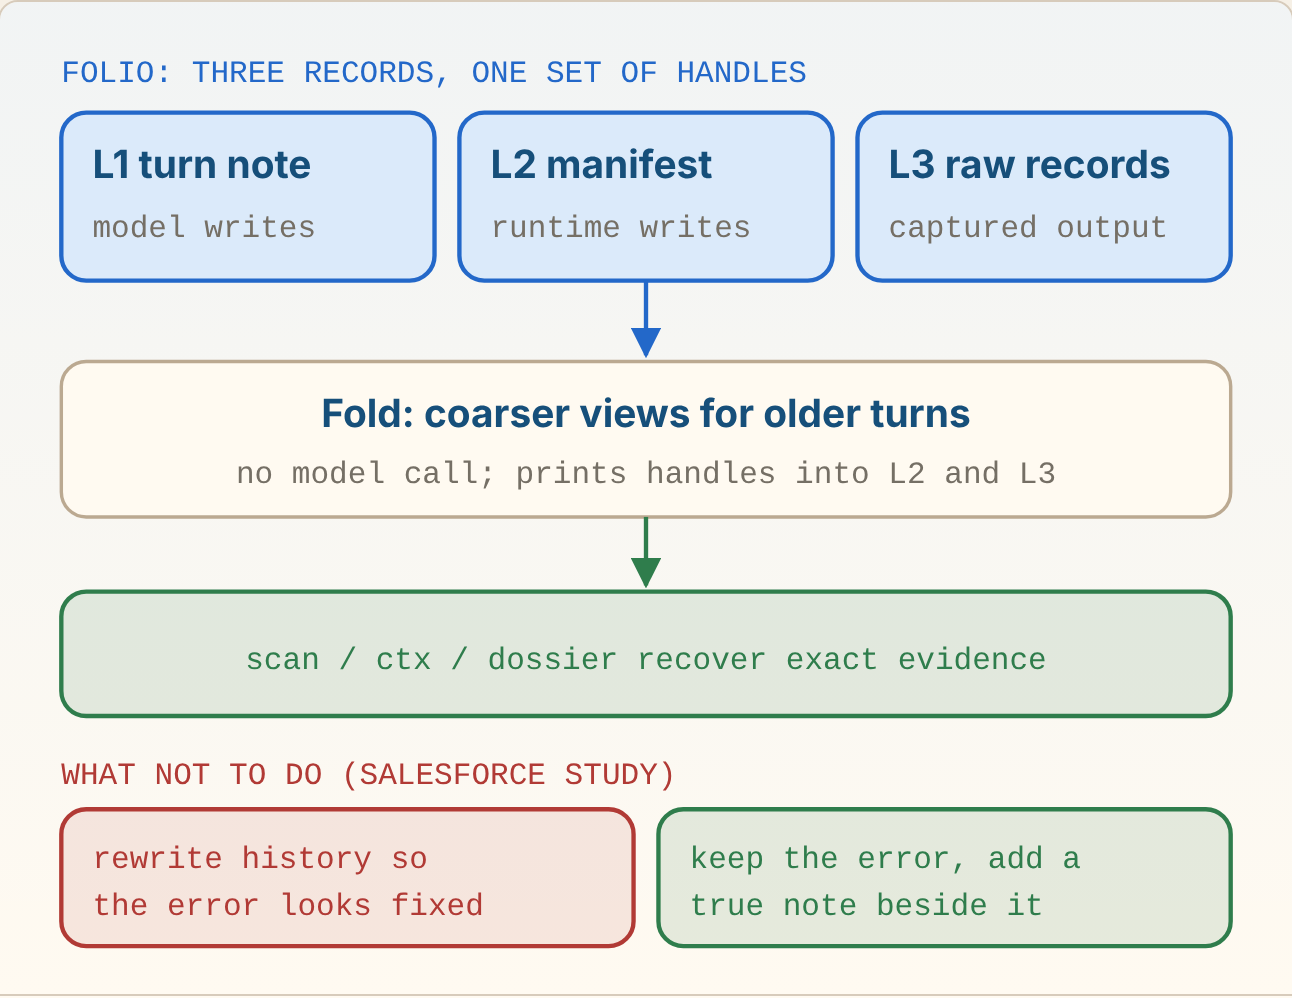 FOLIO: THREE RECORDS, ONE SET OF HANDLES
L1 turn note
model writes
L2 manifest
runtime writes
L3 raw records
captured output
Fold: coarser views for older turns
no model call; prints handles into L2 and L3
scan / ctx / dossier recover exact evidence
WHAT NOT TO DO (SALESFORCE STUDY)
rewrite history so
the error looks fixed
keep the error, add a
true note beside it